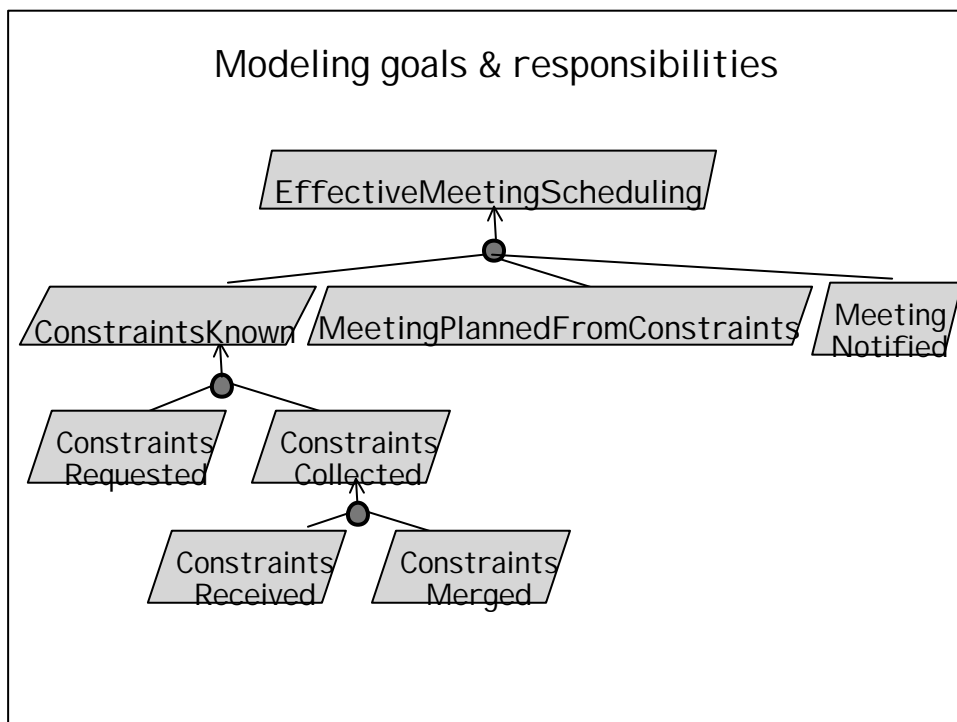 Modeling goals & responsibilities
EffectiveMeetingScheduling
ConstraintsKnown
MeetingPlannedFromConstraints
Meeting
Notified
Constraints
Requested
Constraints
Collected
Constraints
Received
Constraints
Merged